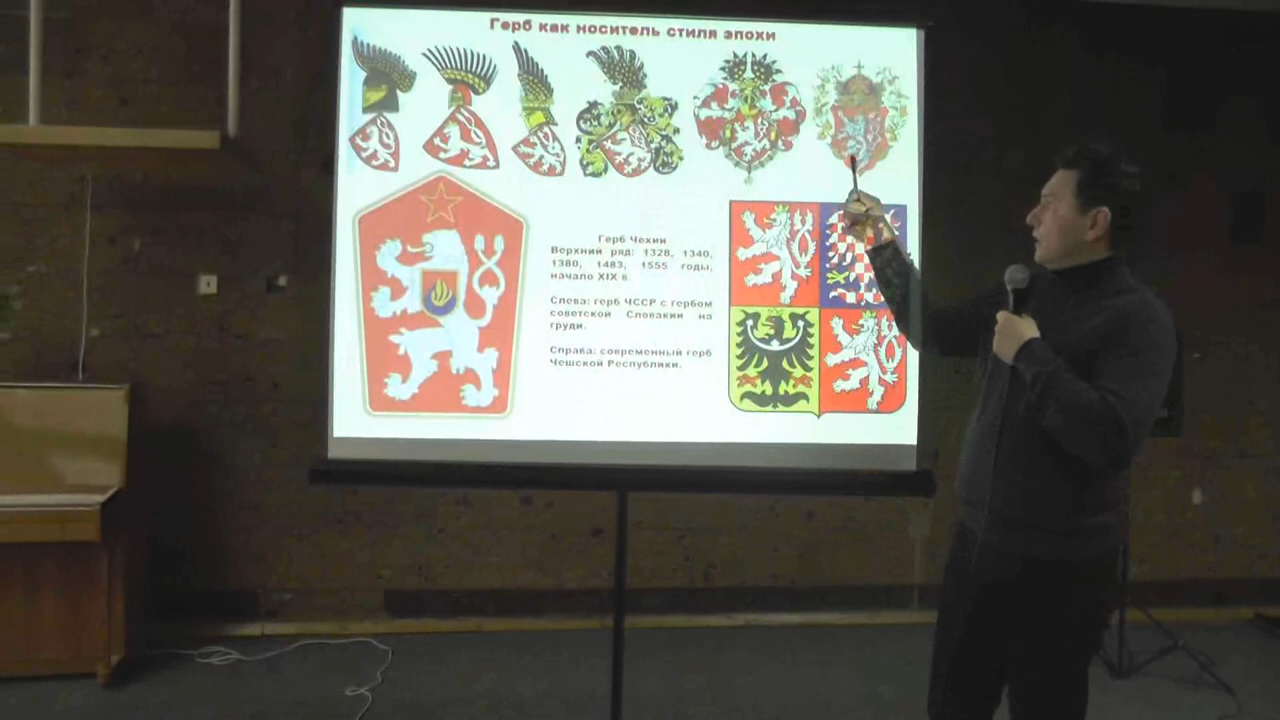 Герб как носитель стиля эпохи
Герб Чехии
Верхний ряд: 1328, 1340,
1380, 1483, 1555 годы,
начало XIX в.
Слева: герб ЧССР с гербом
советской Словакии на
груди.
Справа: современный герб
Чешской Республики.